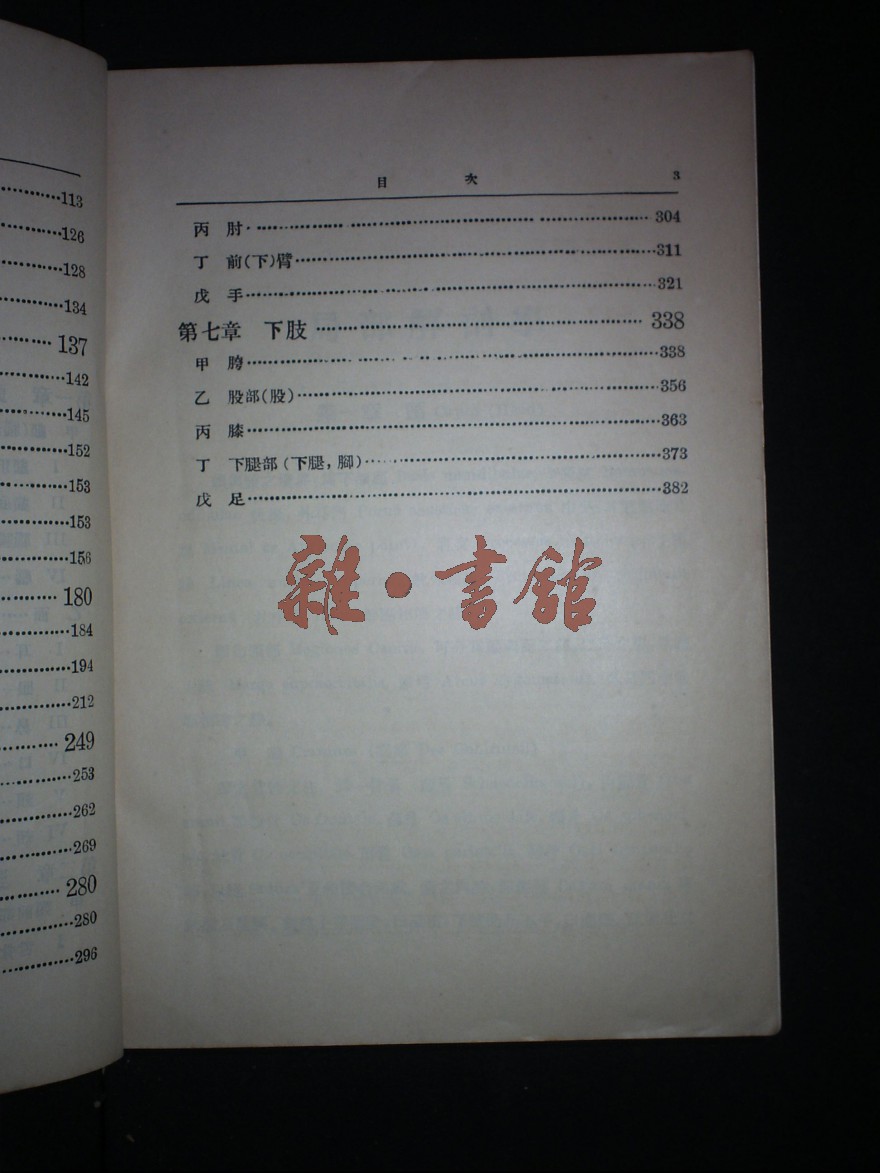 113
126
128
134
137
142
145
152
153
153
156
180
184
194
212
249
253
262
269
280
280
296
目 次 3
丙 肘 304
丁 前(下)臂 311
戊 手 321
第七章 下肢 338
甲 胯 338
乙 股部(股) 356
丙 膝 363
丁 下腿部(下腿,腳) 373
戊 足 382
雜·書館